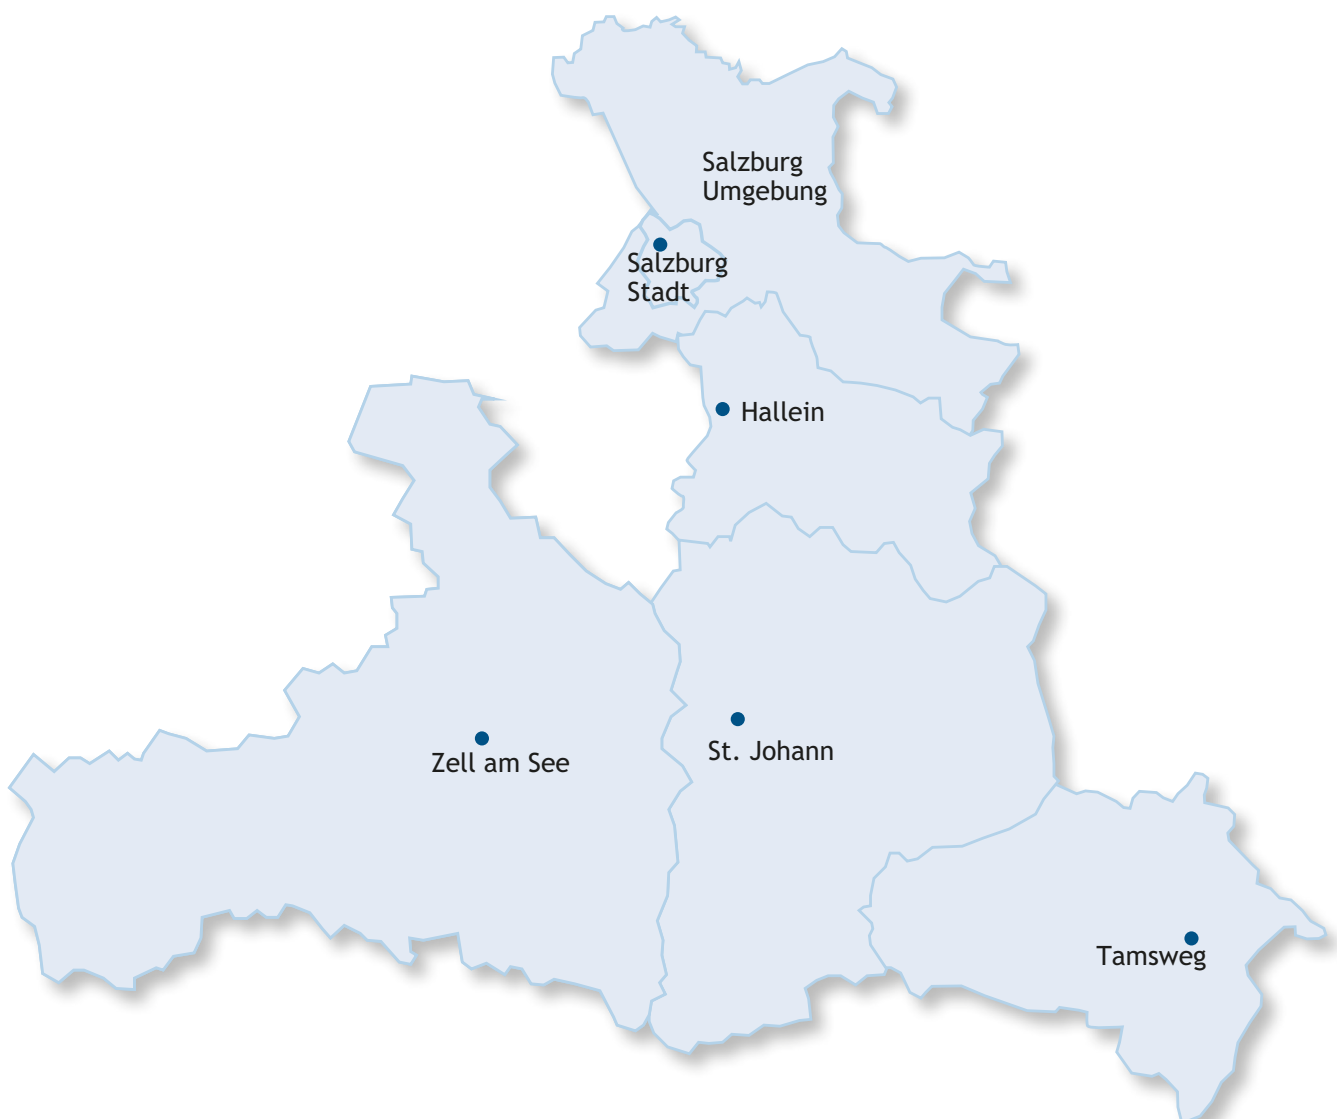 Salzburg
Umgebung
Salzburg
Stadt
Hallein
St. Johann
Zell am See
Tamsweg